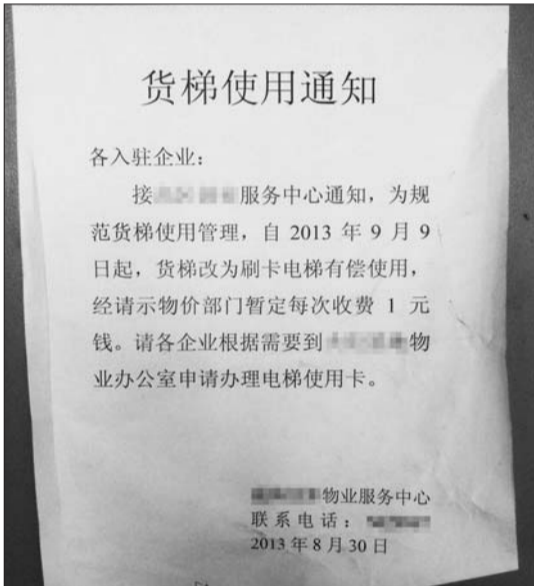 货梯使用通知
各入驻企业：
接服务中心通知，为规
范货梯使用管理，自 2013 年 9 月 9
日起，货梯改为刷卡电梯有偿使用，
经请示物价部门暂定每次收费 1 元
钱。请各企业根据需要到物
业办公室申请办理电梯使用卡。
物业服务中心
联系电话：
2013 年 8 月 30 日